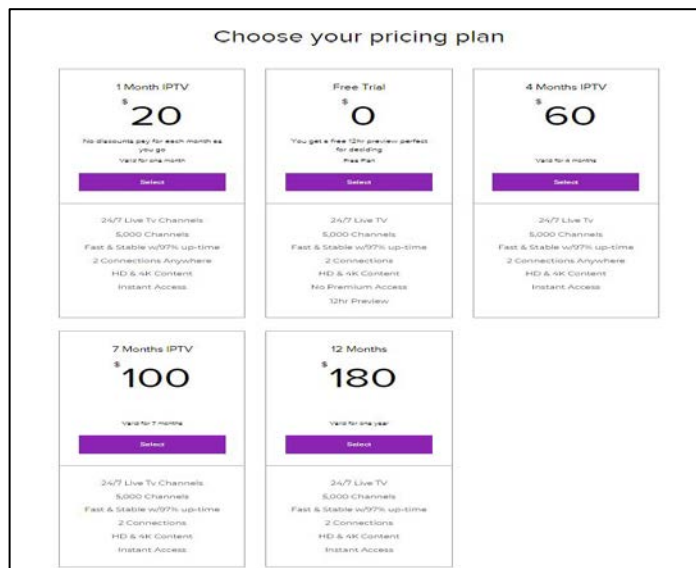 Choose your pricing plan
1 Month IPTV
$
20
No discounts pay for each month as
you go
Valid for one month
Select
24/7 Live Tv Channels
5,000 Channels
Fast & Stable w/97% up-time
2 Connections Anywhere
HD & 4K Content
Instant Access
Free Trial
$
0
You get a free 12hr preview perfect
for deciding
Free Plan
Select
24/7 Live TV
5,000 Channels
Fast & Stable w/97% up-time
2 Connections
HD & 4K Content
No Premium Access
12hr Preview
4 Months IPTV
$
60
Valid for 4 months
Select
24/7 Live Tv
5,000 Channels
Fast & Stable w/97% up-time
2 Connections Anywhere
HD & 4K Content
Instant Access
7 Months IPTV
$
100
Valid for 7 months
Select
24/7 Live Tv Channels
5,000 Channels
Fast & Stable w/97% up-time
2 Connections
HD & 4K Content
Instant Access
12 Months
$
180
Valid for one year
Select
24/7 Live TV
5,000 Channels
Fast & Stable w/97% up-time
2 Connections
HD & 4K Content
Instant Access